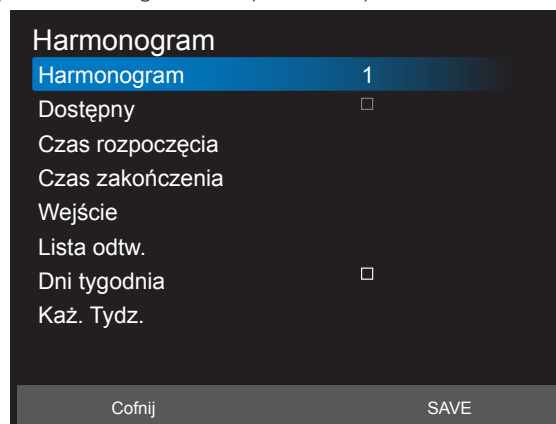 Harmonogram
Harmonogram 1
Dostępny
Czas rozpoczęcia
Czas zakończenia
Wejście
Lista odtw.
Dni tygodnia
Każ. Tydz.
Cofnij SAVE